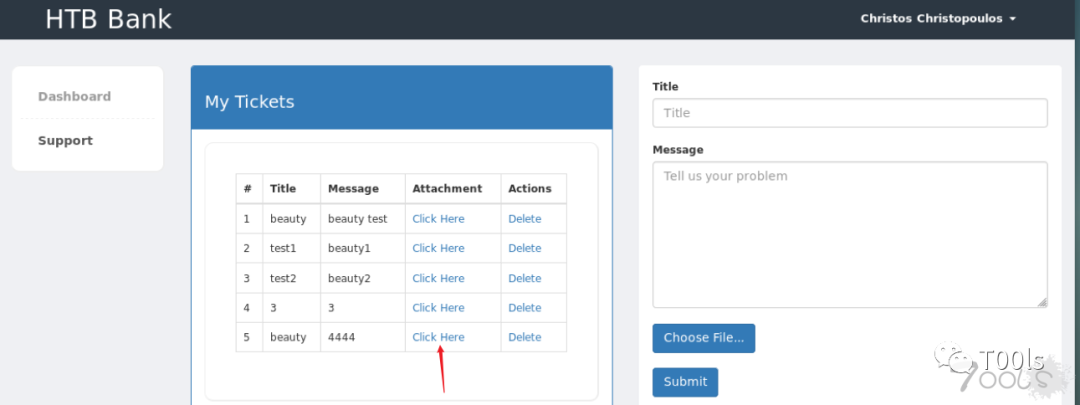 HTB Bank
Christos Christopoulos
Dashboard
Support
My Tickets
# Title Message Attachment Actions
1 beauty beauty test Click Here Delete
2 test1 beauty1 Click Here Delete
3 test2 beauty2 Click Here Delete
4 3 3 Click Here Delete
5 beauty 4444 Click Here Delete
Title
Title
Message
Tell us your problem
Choose File...
Submit
T00ls
T00ls